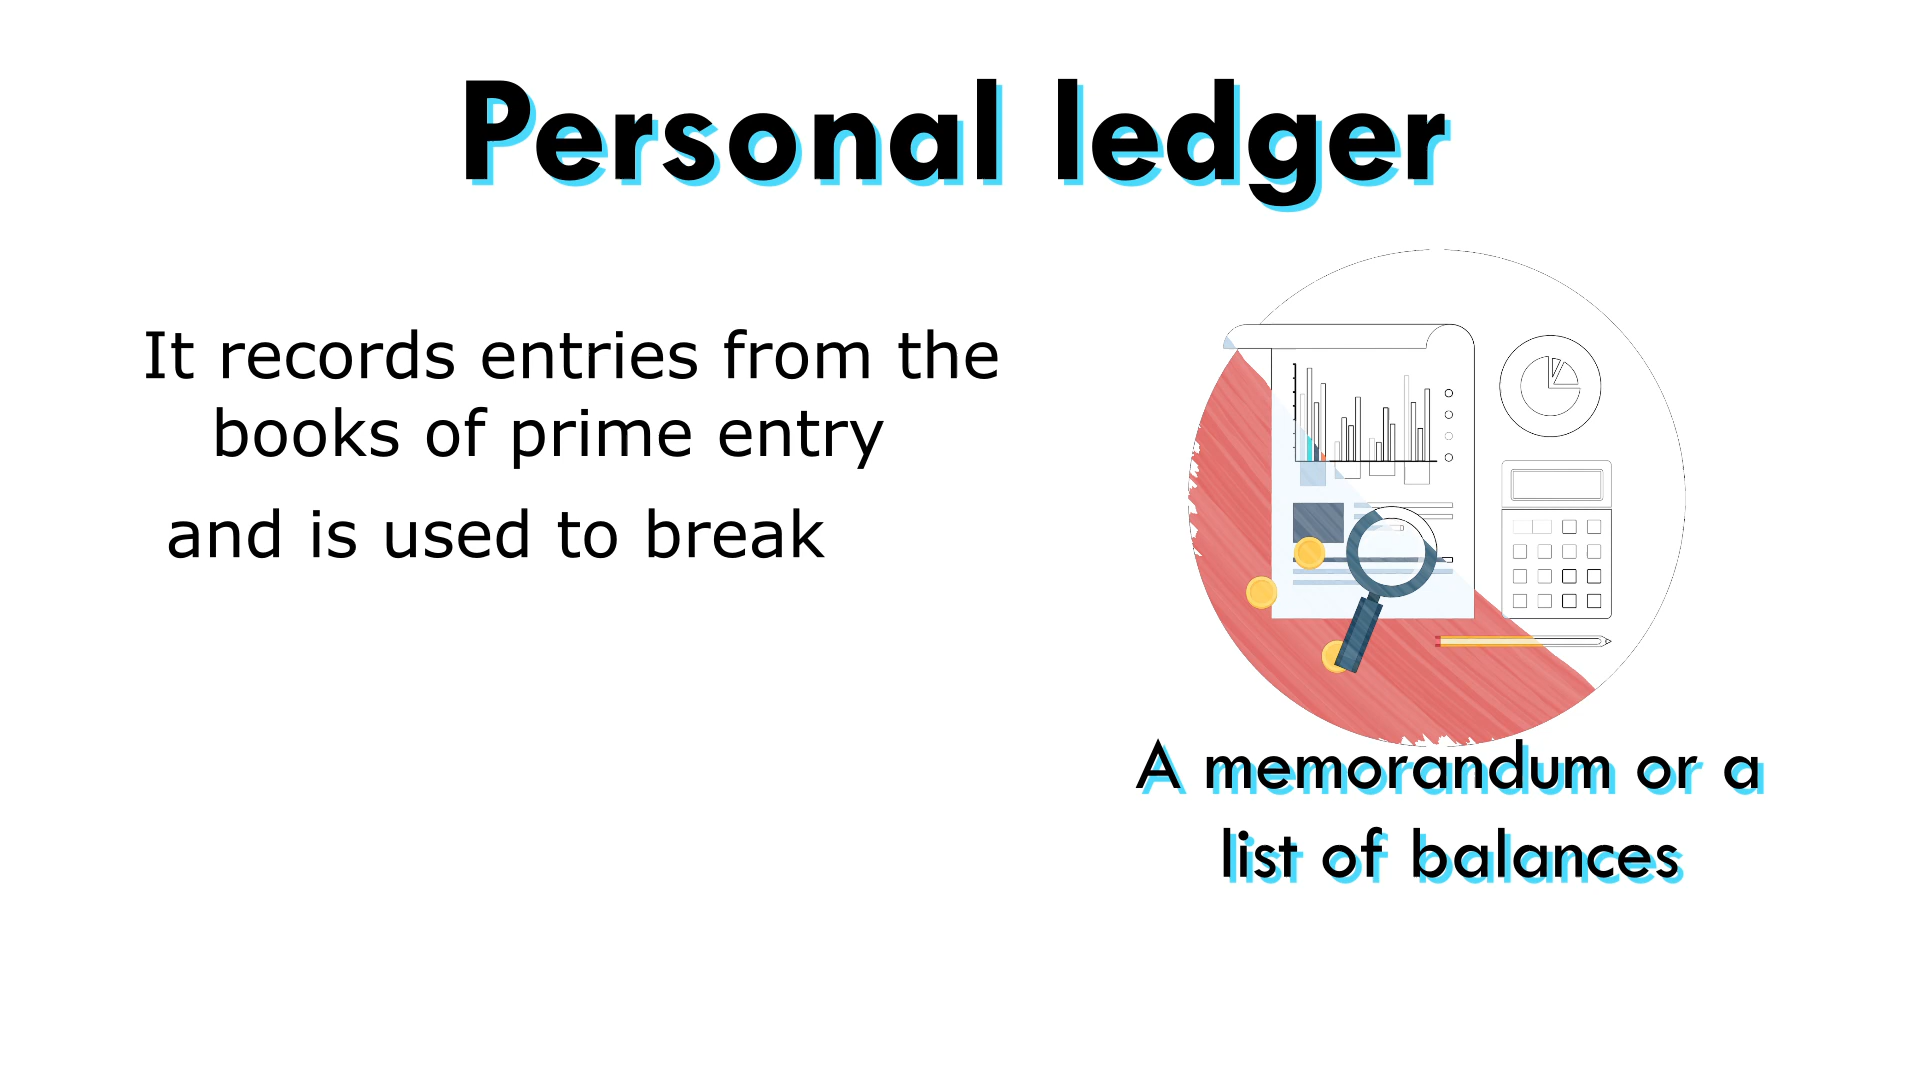 Personal ledger
It records entries from the
books of prime entry
and is used to break
A memorandum or a
list of balances